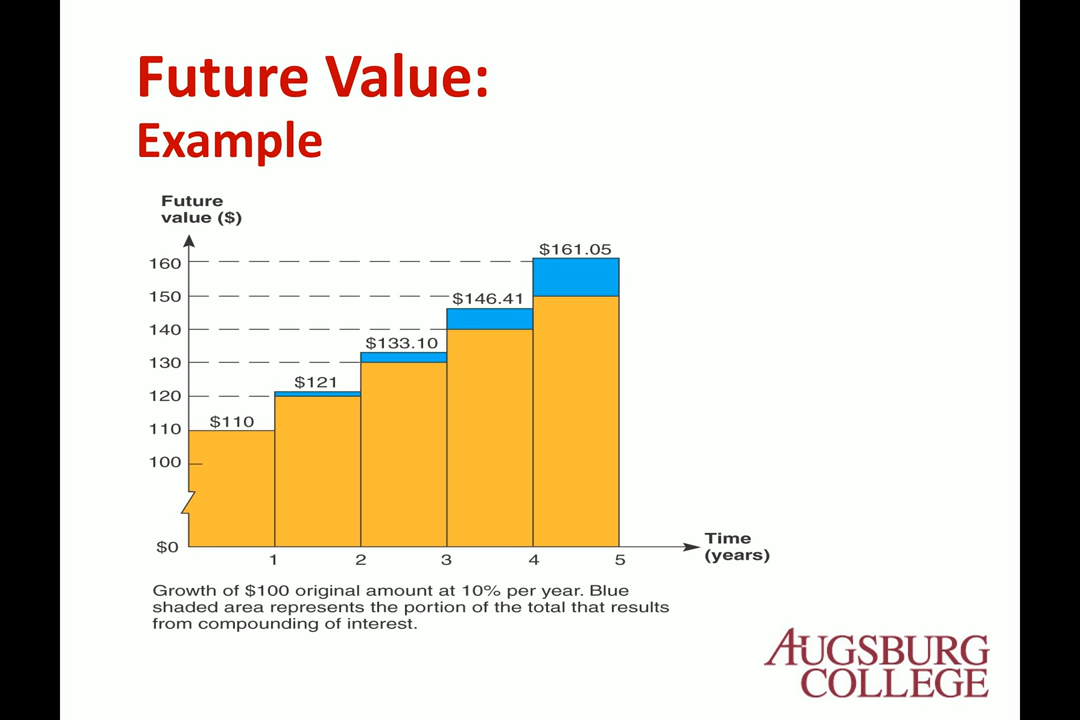 Future Value:
Example
Future
value ($)
$161.05
160
150
$146.41
140
$133.10
130
$121
120
$110
110
100
$0
1 2 3 4 5
Time
(years)
Growth of $100 original amount at 10% per year. Blue
shaded area represents the portion of the total that results
from compounding of interest.
AUGSBURG
COLLEGE